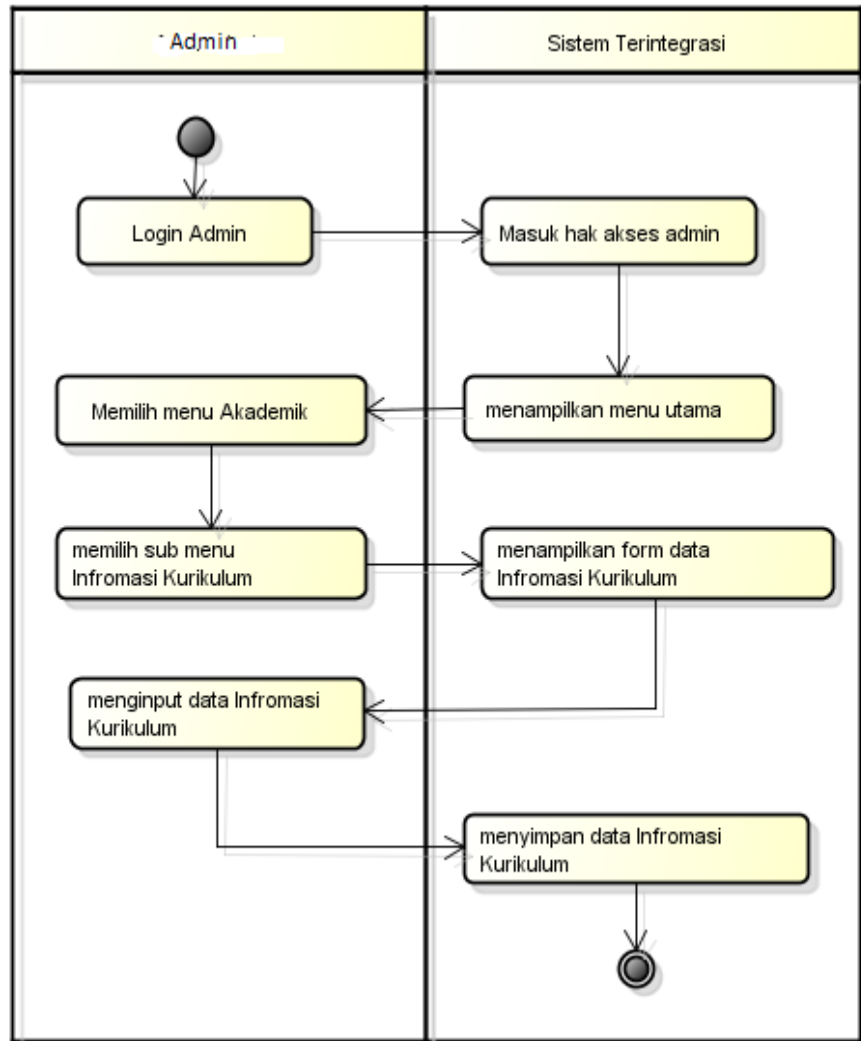 Admin
Sistem Terintegrasi
Login Admin
Masuk hak akses admin
menampilkan menu utama
Memilih menu Akademik
memilih sub menu
Infromasi Kurikulum
menampilkan form data
Infromasi Kurikulum
menginput data Infromasi
Kurikulum
menyimpan data Infromasi
Kurikulum